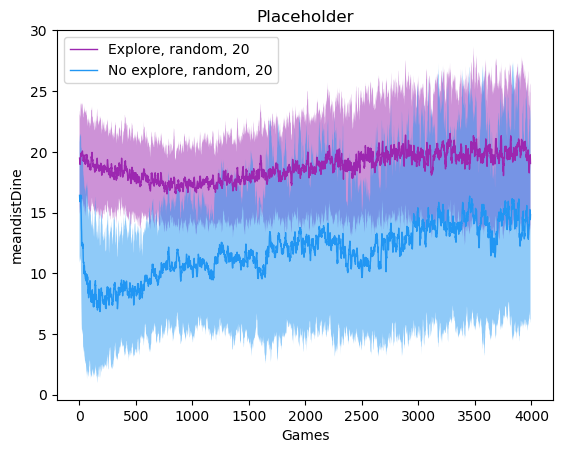 Placeholder
Explore, random, 20
No explore, random, 20
meandistDine
30
25
20
15
10
5
0
0 500 1000 1500 2000 2500 3000 3500 4000
Games